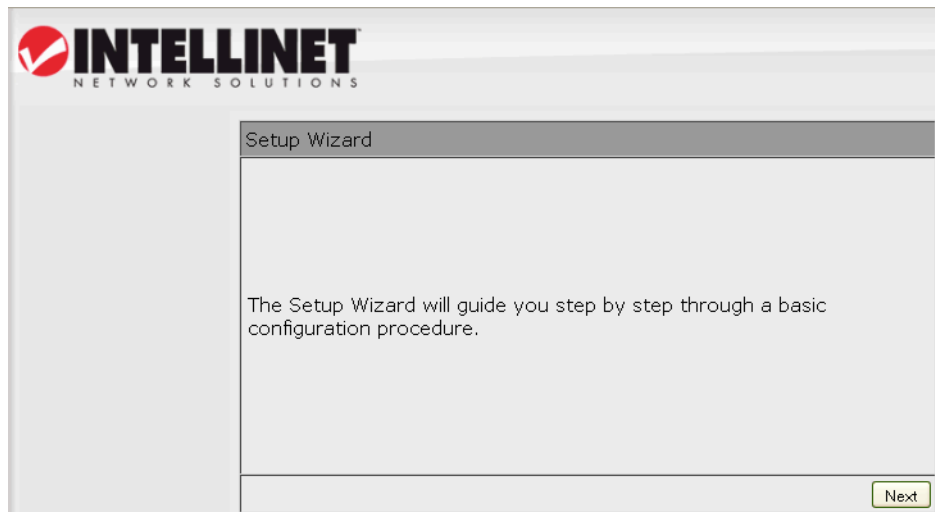 INTELLINET
NETWORK SOLUTIONS
Setup Wizard
The Setup Wizard will guide you step by step through a basic
configuration procedure.
Next